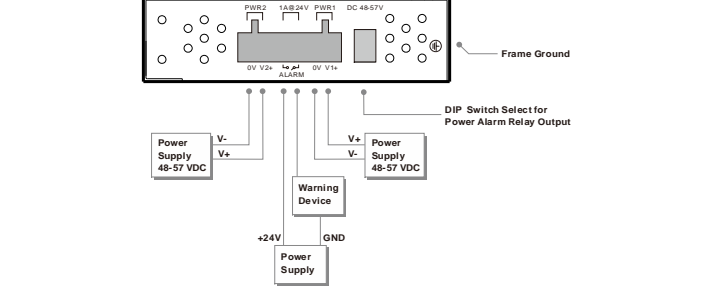 PWR2 1A@24V PWR1 DC 48-57V
0V V2+ 0V V1+
ALARM
Frame Ground
DIP Switch Select for
Power Alarm Relay Output
V-
V+
Power
Supply
48-57 VDC
V+
V-
Power
Supply
48-57 VDC
Warning
Device
+24V GND
Power
Supply